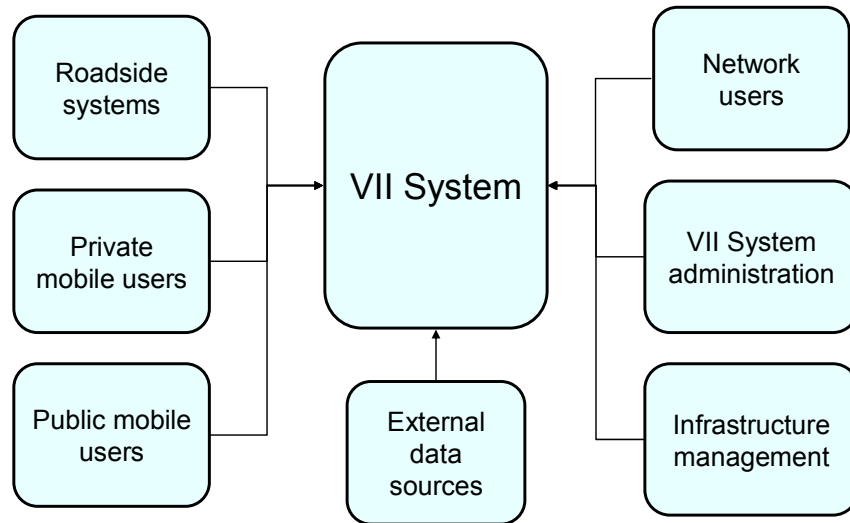 Roadside
systems
Private
mobile users
Public mobile
users
VII System
External
data
sources
Network
users
VII System
administration
Infrastructure
management